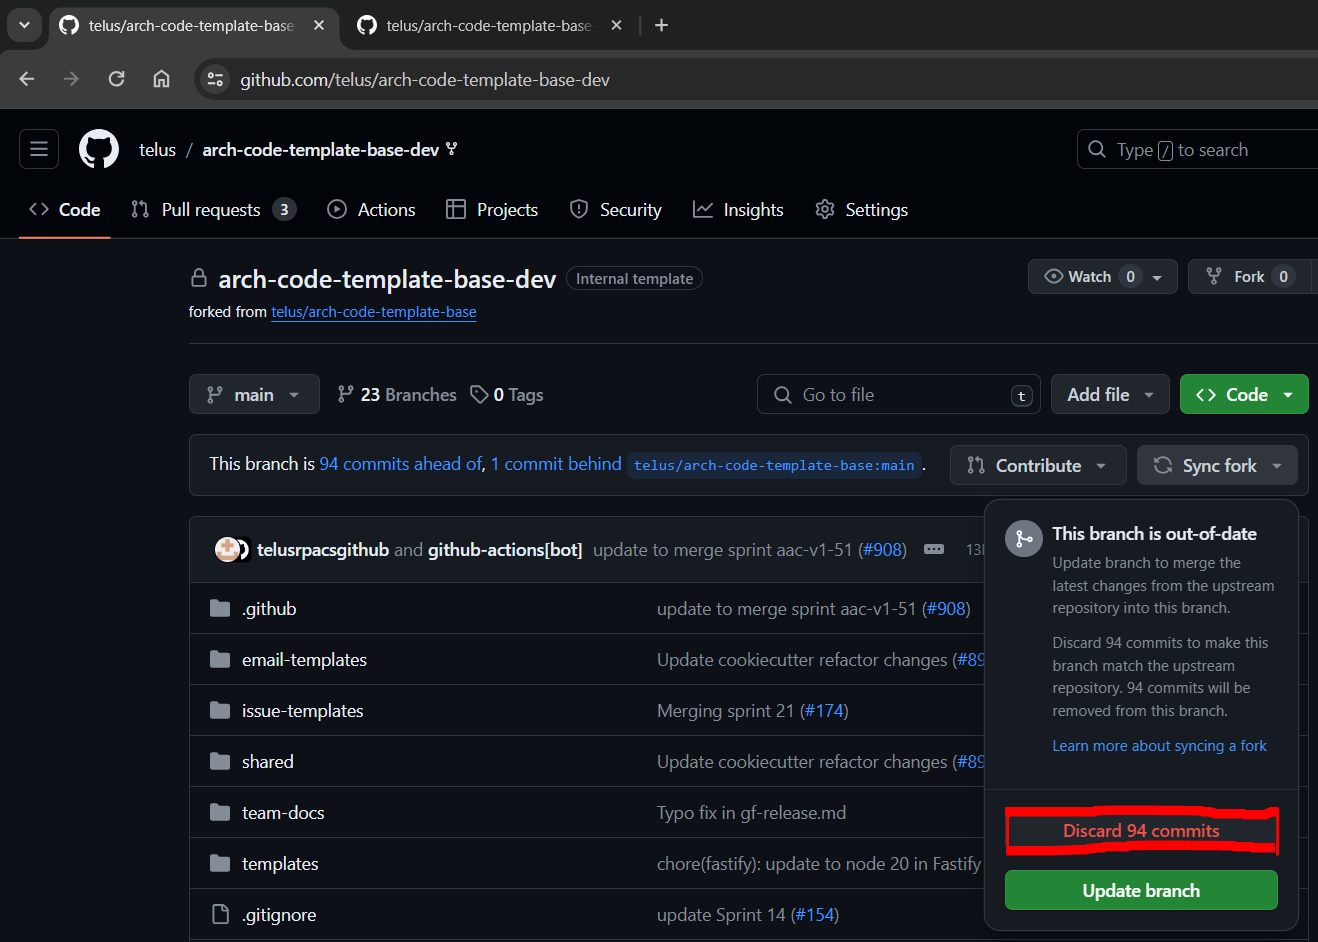 telus/arch-code-template-base-
telus/arch-code-template-base
github.com/telus/arch-code-template-base-dev
telus / arch-code-template-base-dev
Type / to search
Code
Pull requests 3
Actions
Projects
Security
Insights
Settings
arch-code-template-base-dev
Internal template
Watch 0
Fork 0
forked from telus/arch-code-template-base
main
23 Branches
0 Tags
Go to file
t
Add file
<> Code
This branch is 94 commits ahead of, 1 commit behind telus/arch-code-template-base:main .
Contribute
Sync fork
telusrpacsgithub and github-actions[bot] update to merge sprint aac-v1-51 (#908)
.github
update to merge sprint aac-v1-51 (#908)
email-templates
Update cookiecutter refactor changes (#89
issue-templates
Merging sprint 21 (#174)
shared
Update cookiecutter refactor changes (#89
team-docs
Typo fix in gf-release.md
templates
chore(fastify): update to node 20 in Fastify
.gitignore
update Sprint 14 (#154)
This branch is out-of-date
Update branch to merge the
latest changes from the upstream
repository into this branch.
Discard 94 commits to make this
branch match the upstream
repository. 94 commits will be
removed from this branch.
Learn more about syncing a fork
Discard 94 commits
Update branch